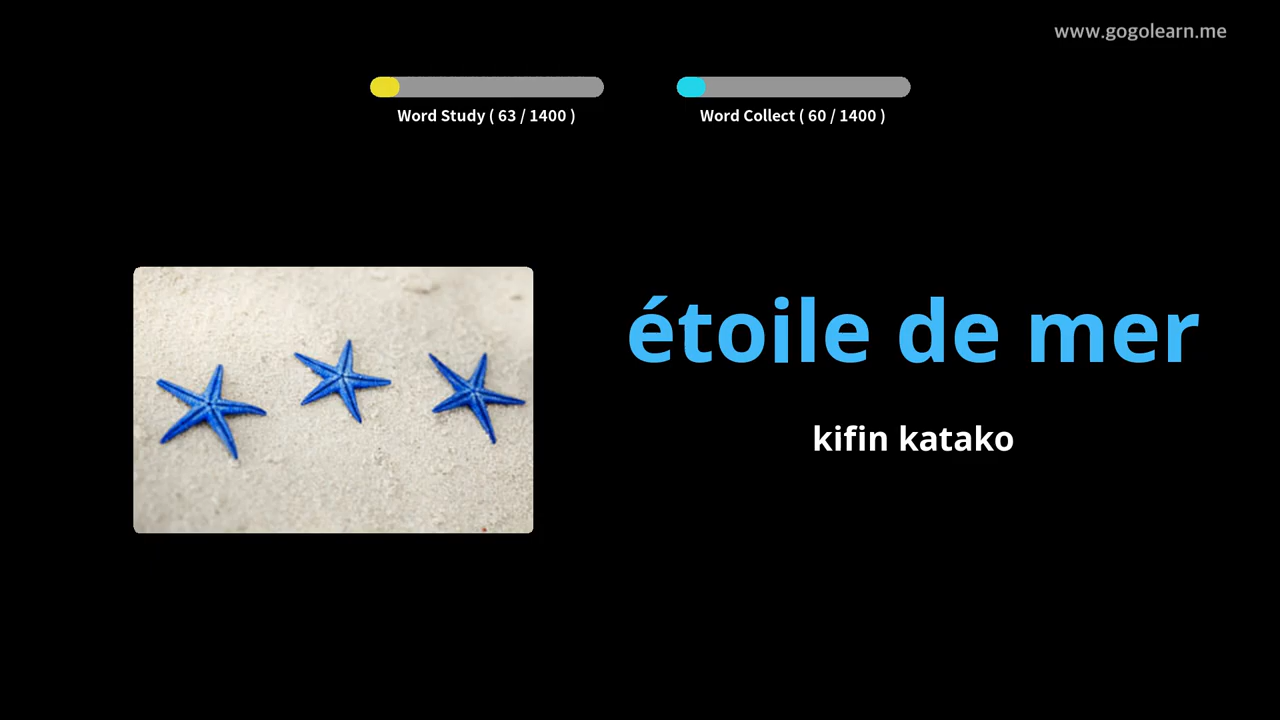 www.gogolearn.me
Word Study ( 63 / 1400 )
Word Collect ( 60 / 1400 )
étoile de mer
kifin katako